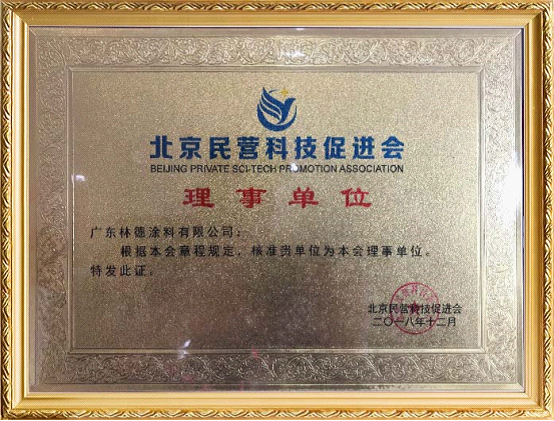 北京民营科技促进会
BEIJING PRIVATE SCI-TECH PROMOTION ASSOCIATION
理事单位
广东林德涂料有限公司：
根据本会章程规定，核准贵单位为本会理事单位。
特发此证。
北京民营科技促进会
二〇一八年十二月